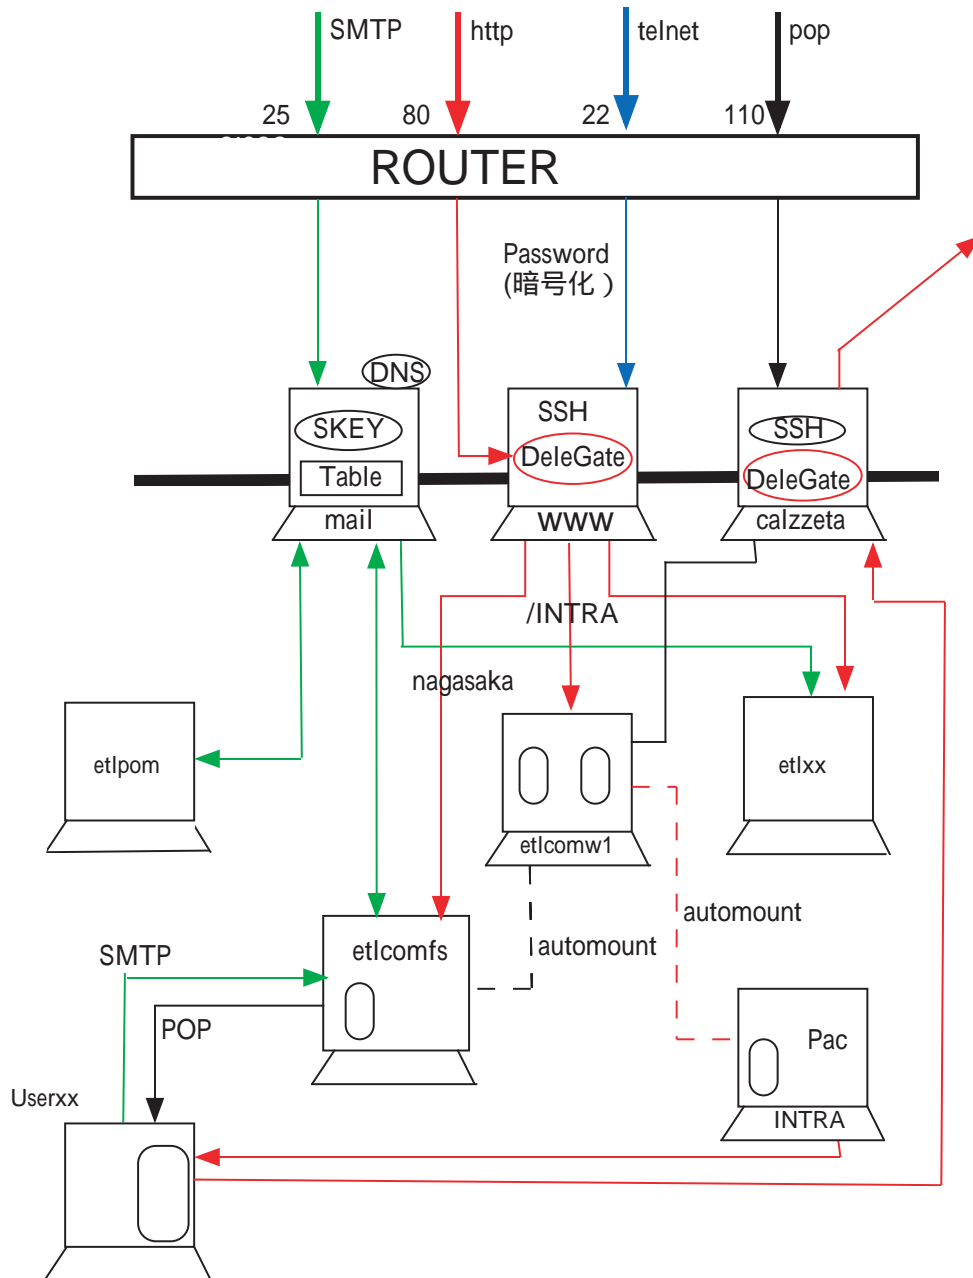 SMTP
http
telnet
pop
25
80
22
110
ROUTER
Password
(暗号化）
DNS
SKEY
Table
mail
SSH
DeleGate
WWW
SSH
DeleGate
calzzeta
/INTRA
nagasaka
etlpom
etlcomw1
etlxx
automount
automount
etlcomfs
SMTP
POP
Userxx
Pac
INTRA